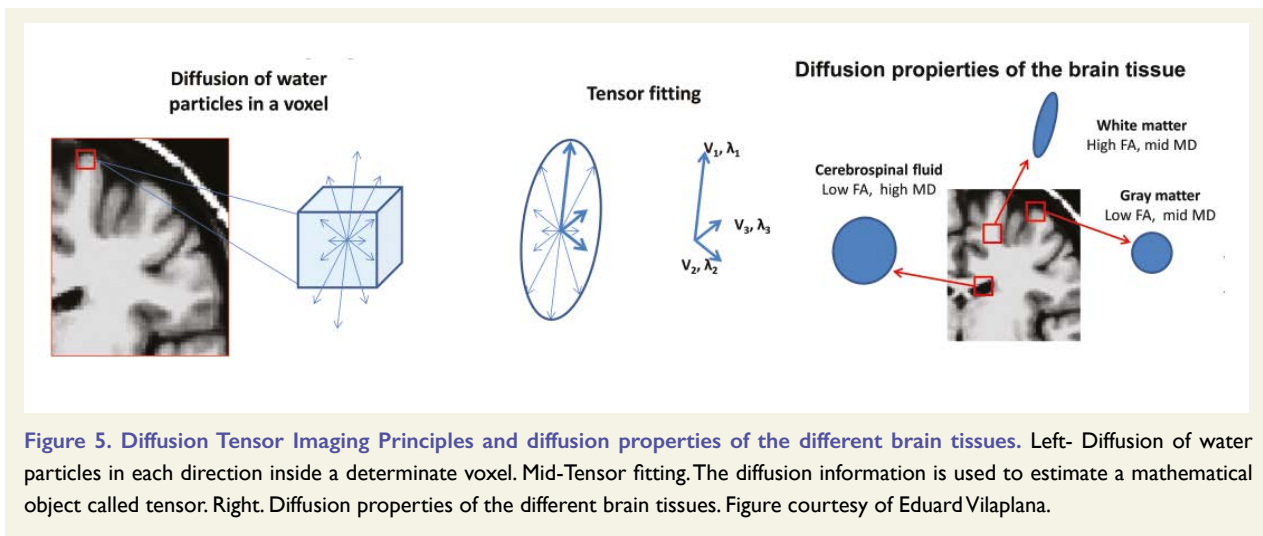 Diffusion of water
particles in a voxel
Tensor fitting
V₁, λ₁
V₃, λ₃
V₂, λ₂
Diffusion propierties of the brain tissue
White matter
High FA, mid MD
Cerebrospinal fluid
Low FA, high MD
Gray matter
Low FA, mid MD
Figure 5. Diffusion Tensor Imaging Principles and diffusion properties of the different brain tissues. Left- Diffusion of water
particles in each direction inside a determinate voxel. Mid-Tensor fitting. The diffusion information is used to estimate a mathematical
object called tensor. Right. Diffusion properties of the different brain tissues. Figure courtesy of Eduard Vilaplana.